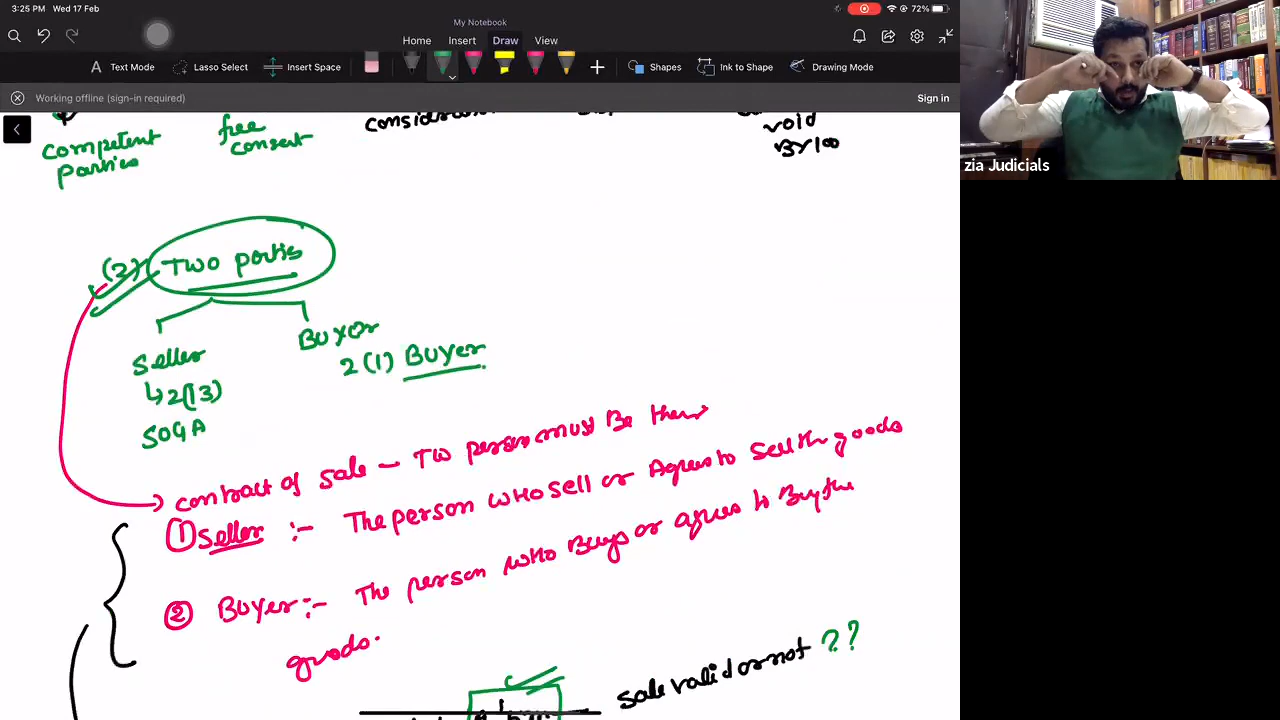 3:25 PM Wed 17 Feb
72%
My Notebook
Home Insert Draw View
Text Mode Lasso Select Insert Space Shapes Ink to Shape Drawing Mode
Working offline (sign-in required) Sign in
zia Judicials
competent
parties
free
consent
void
(2) Two parties
Seller
↳2(13)
SOGA
Buyer
2(1) Buyer
contract of sale – Two person must Be there
① Seller :- The person who sell or Agrees to sell the goods
② Buyer :- The person who Buys or agrees to Buy the
goods.
sale valid or not ??